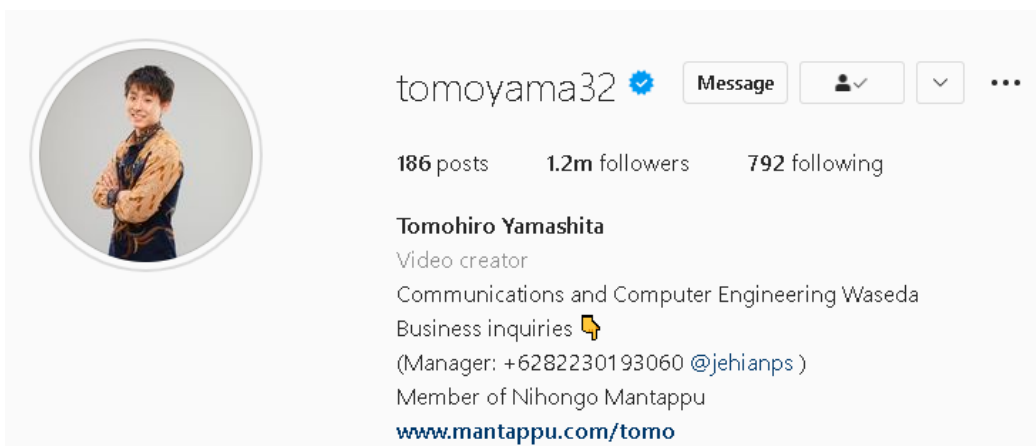 tomoyama32 Message
186 posts 1.2m followers 792 following
Tomohiro Yamashita
Video creator
Communications and Computer Engineering Waseda
Business inquiries 👇
(Manager: +6282230193060 @jehianps )
Member of Nihongo Mantappu
www.mantappu.com/tomo